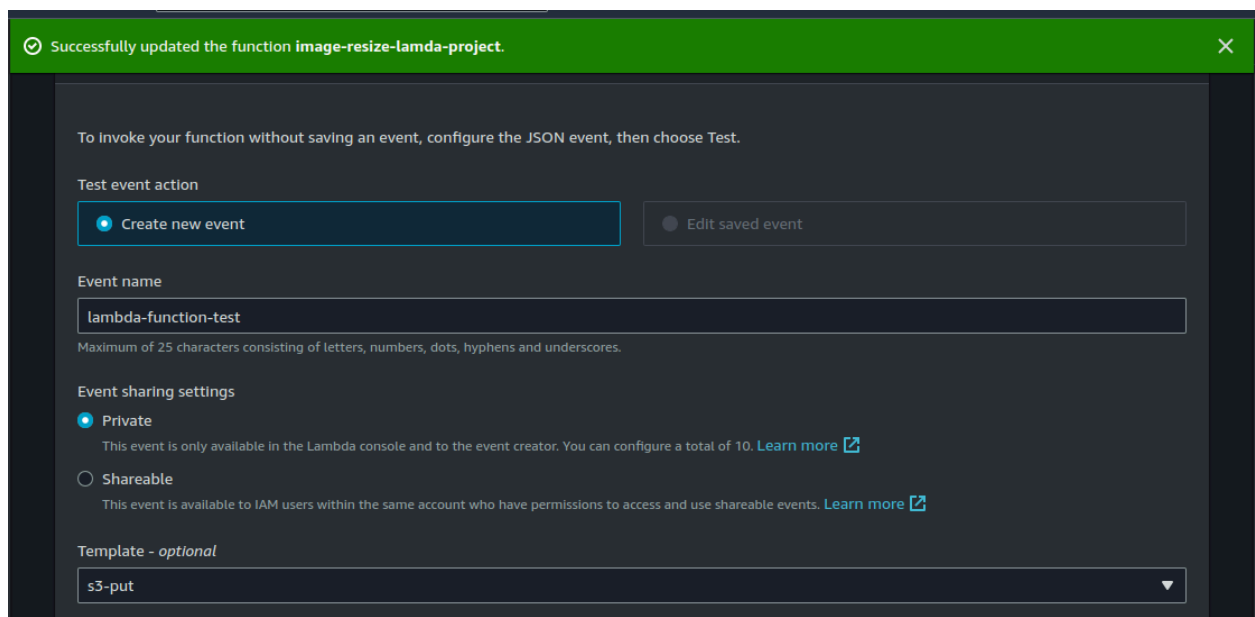 Successfully updated the function image-resize-lamda-project.
To invoke your function without saving an event, configure the JSON event, then choose Test.
Test event action
Create new event
Edit saved event
Event name
lambda-function-test
Maximum of 25 characters consisting of letters, numbers, dots, hyphens and underscores.
Event sharing settings
Private
This event is only available in the Lambda console and to the event creator. You can configure a total of 10. Learn more
Shareable
This event is available to IAM users within the same account who have permissions to access and use shareable events. Learn more
Template - optional
s3-put